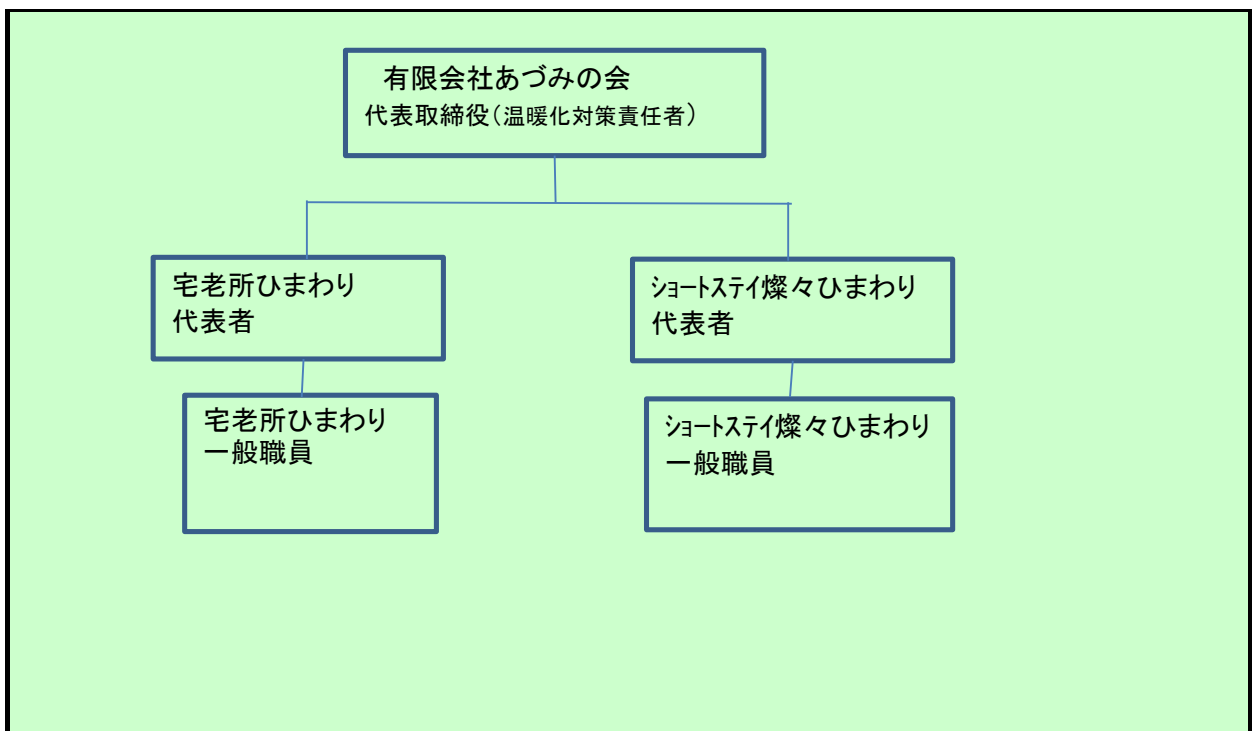 有限会社あづみの会
代表取締役(温暖化対策責任者)
宅老所ひまわり
代表者
ｼｮｰﾄｽﾃｲ燦々ひまわり
代表者
宅老所ひまわり
一般職員
ｼｮｰﾄｽﾃｲ燦々ひまわり
一般職員